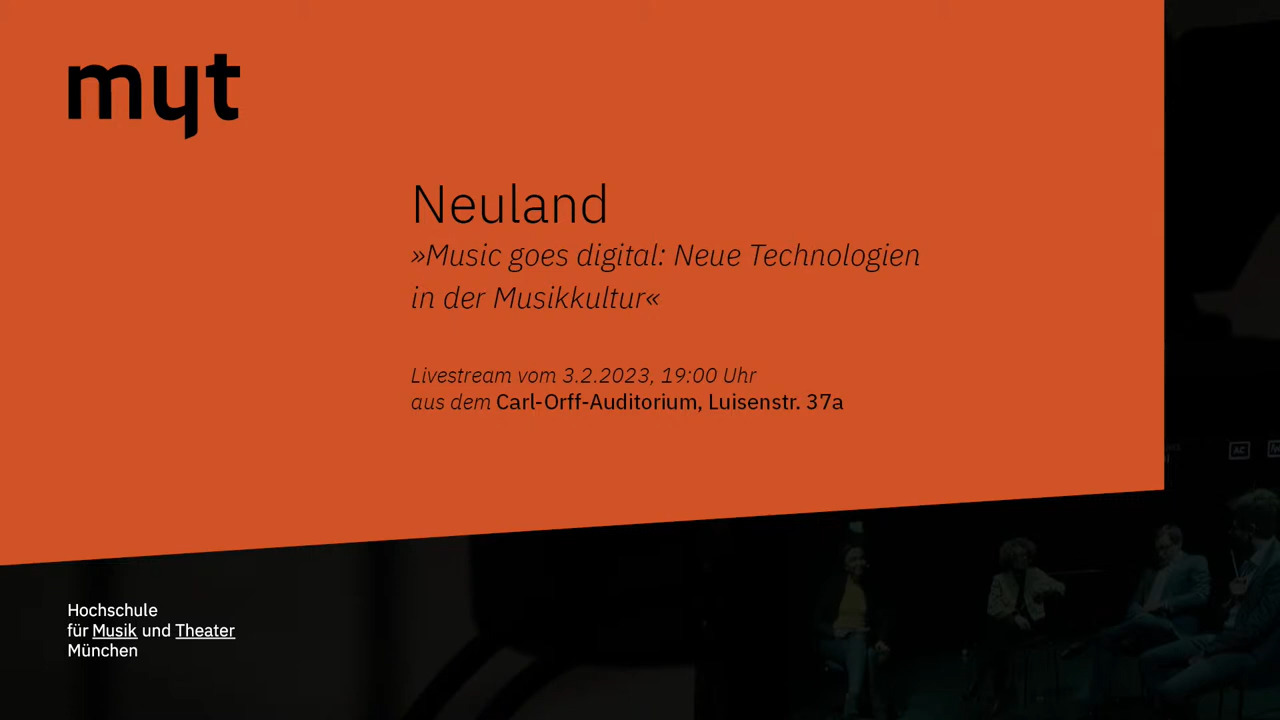 myt
Neuland
»Music goes digital: Neue Technologien
in der Musikkultur«
Livestream vom 3.2.2023, 19:00 Uhr
aus dem Carl-Orff-Auditorium, Luisenstr. 37a
AC
Hochschule
für Musik und Theater
München